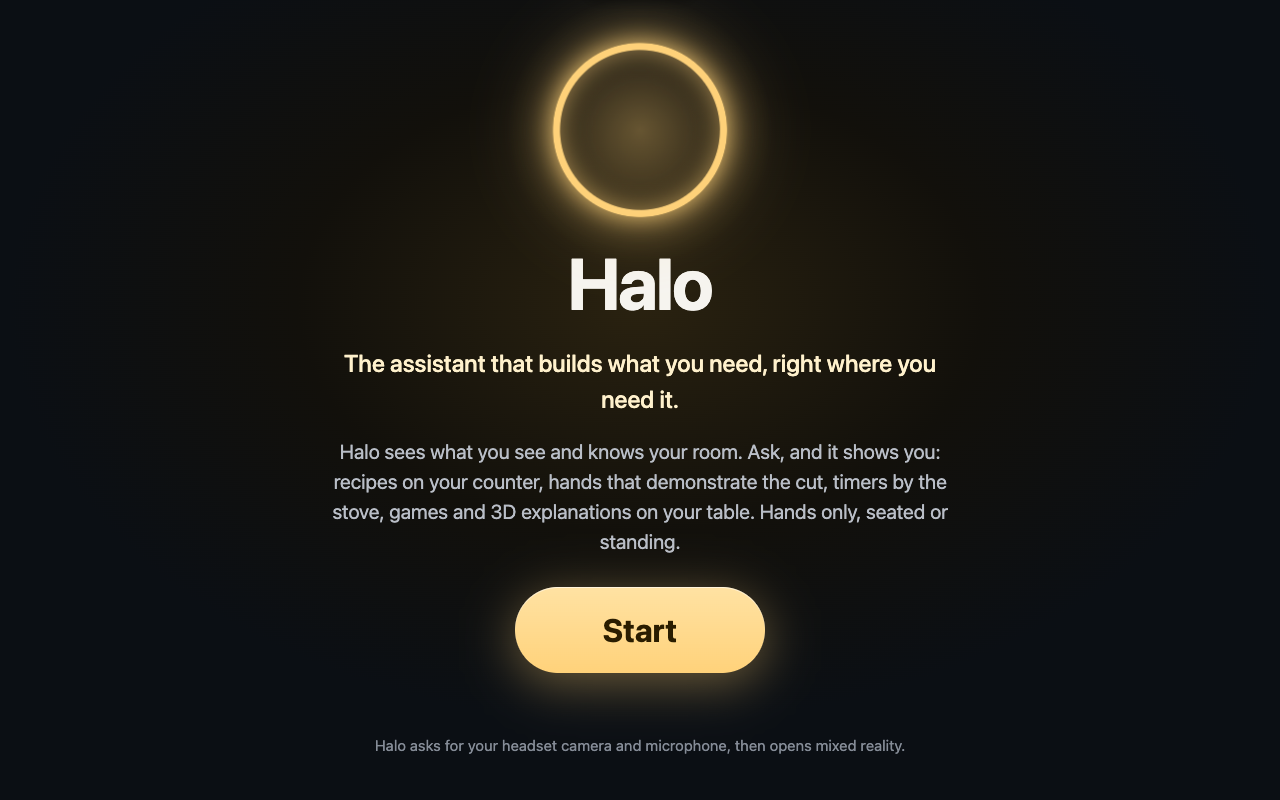 Halo
The assistant that builds what you need, right where you
need it.
Halo sees what you see and knows your room. Ask, and it shows you:
recipes on your counter, hands that demonstrate the cut, timers by the
stove, games and 3D explanations on your table. Hands only, seated or
standing.
Start
Halo asks for your headset camera and microphone, then opens mixed reality.